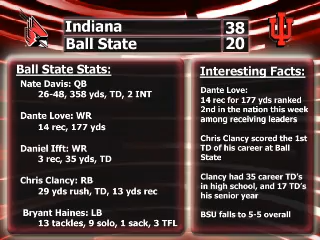 Indiana 38
Ball State 20
Ball State Stats:
Nate Davis: QB
26-48, 358 yds, TD, 2 INT
Dante Love: WR
14 rec, 177 yds
Daniel Ifft: WR
3 rec, 35 yds, TD
Chris Clancy: RB
29 yds rush, TD, 13 yds rec
Bryant Haines: LB
13 tackles, 9 solo, 1 sack, 3 TFL
Interesting Facts:
Dante Love:
14 rec for 177 yds ranked
2nd in the nation this week
among receiving leaders
Chris Clancy scored the 1st
TD of his career at Ball
State
Clancy had 35 career TD's
in high school, and 17 TD's
his senior year
BSU falls to 5-5 overall